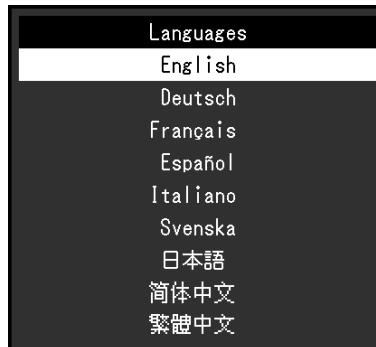 Languages
English
Deutsch
Français
Español
Italiano
Svenska
日本語
简体中文
繁體中文